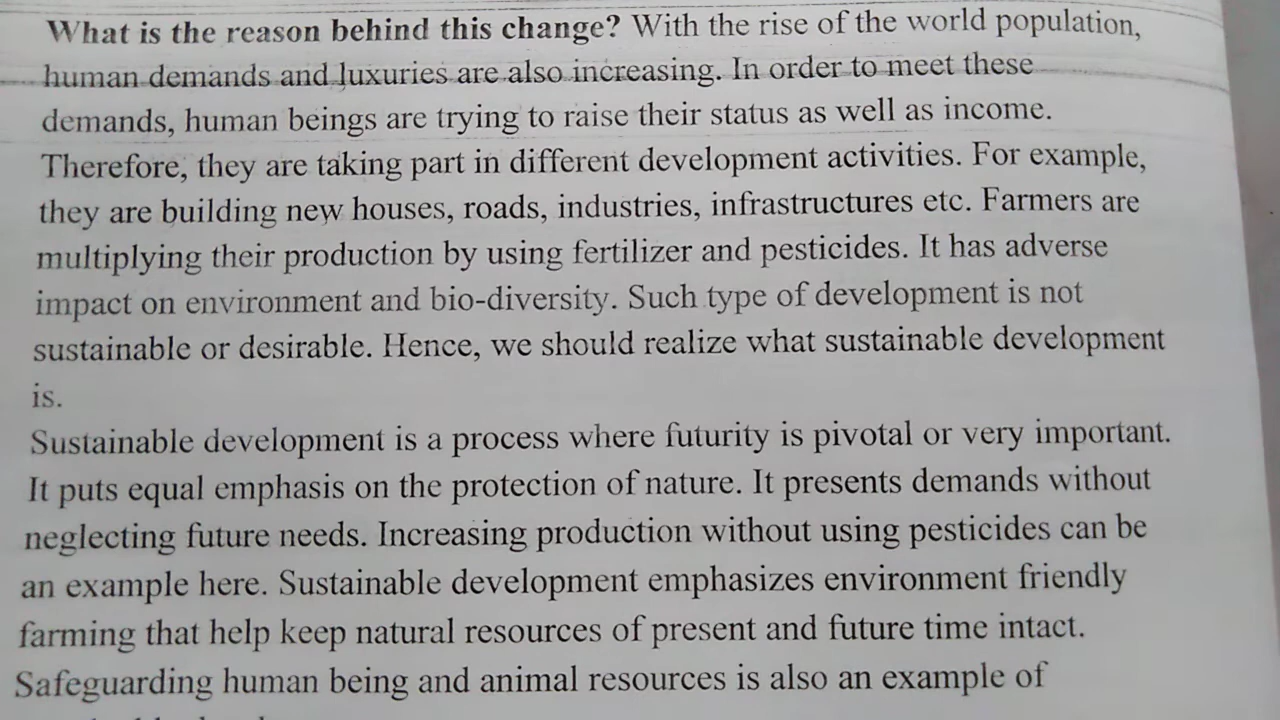 What is the reason behind this change? With the rise of the world population,
human demands and luxuries are also increasing. In order to meet these
demands, human beings are trying to raise their status as well as income.
Therefore, they are taking part in different development activities. For example,
they are building new houses, roads, industries, infrastructures etc. Farmers are
multiplying their production by using fertilizer and pesticides. It has adverse
impact on environment and bio-diversity. Such type of development is not
sustainable or desirable. Hence, we should realize what sustainable development
is.
Sustainable development is a process where futurity is pivotal or very important.
It puts equal emphasis on the protection of nature. It presents demands without
neglecting future needs. Increasing production without using pesticides can be
an example here. Sustainable development emphasizes environment friendly
farming that help keep natural resources of present and future time intact.
Safeguarding human being and animal resources is also an example of